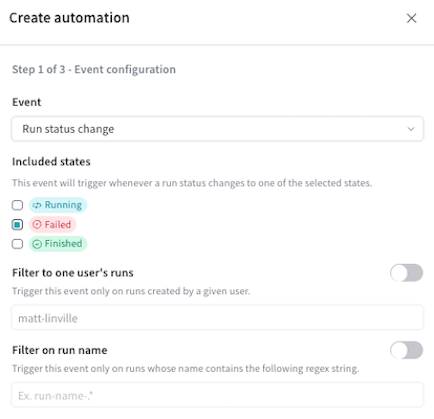 Create automation
Step 1 of 3 - Event configuration
Event
Run status change
Included states
This event will trigger whenever a run status changes to one of the selected states.
Running
Failed
Finished
Filter to one user's runs
Trigger this event only on runs created by a given user.
matt-linville
Filter on run name
Trigger this event only on runs whose name contains the following regex string.
Ex. run-name-.*